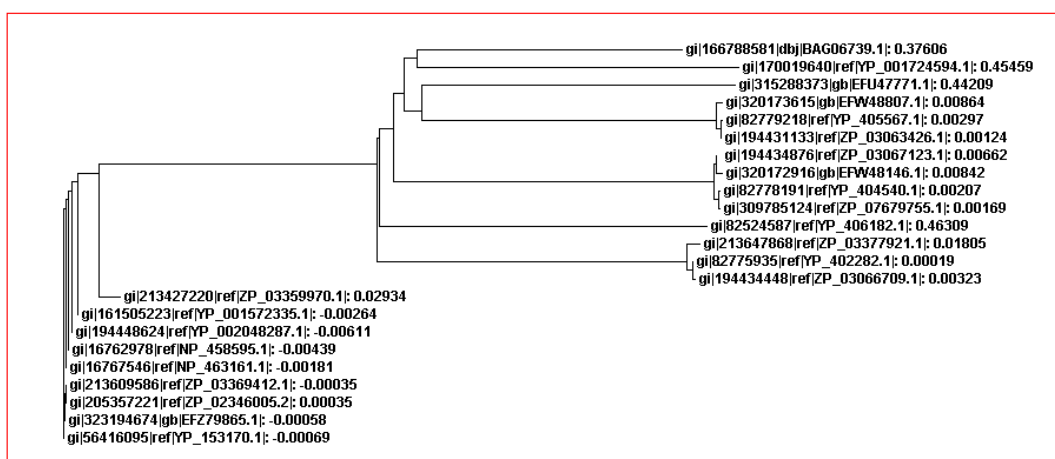 gi|166788581|dbj|BAG06739.1|: 0.37606
gi|170019640|ref|YP_001724594.1|: 0.45459
gi|315288373|gb|EFU47771.1|: 0.44209
gi|320173615|gb|EFW48807.1|: 0.00864
gi|82779218|ref|YP_405567.1|: 0.00297
gi|194431133|ref|ZP_03063426.1|: 0.00124
gi|194434876|ref|ZP_03067123.1|: 0.00662
gi|320172916|gb|EFW48146.1|: 0.00842
gi|82778191|ref|YP_404540.1|: 0.00207
gi|309785124|ref|ZP_07679755.1|: 0.00169
gi|82524587|ref|YP_406182.1|: 0.46309
gi|213647868|ref|ZP_03377921.1|: 0.01805
gi|82775935|ref|YP_402282.1|: 0.00019
gi|194434448|ref|ZP_03066709.1|: 0.00323
gi|213427220|ref|ZP_03359970.1|: 0.02934
gi|161505223|ref|YP_001572335.1|: -0.00264
gi|194448624|ref|YP_002048287.1|: -0.00611
gi|16762978|ref|NP_458595.1|: -0.00439
gi|16767546|ref|NP_463161.1|: -0.00181
gi|213609586|ref|ZP_03369412.1|: -0.00035
gi|205357221|ref|ZP_02346005.2|: 0.00035
gi|323194674|gb|EFZ79865.1|: -0.00058
gi|56416095|ref|YP_153170.1|: -0.00069